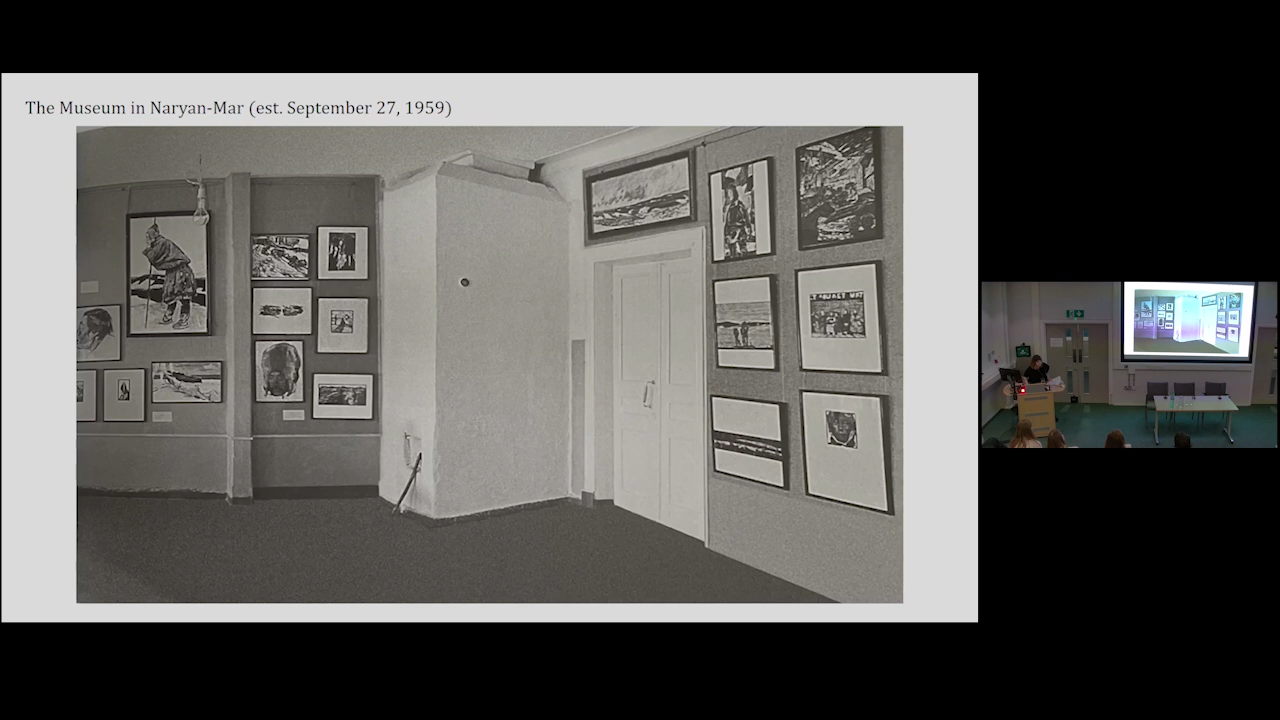 The Museum in Naryan-Mar (est. September 27, 1959)